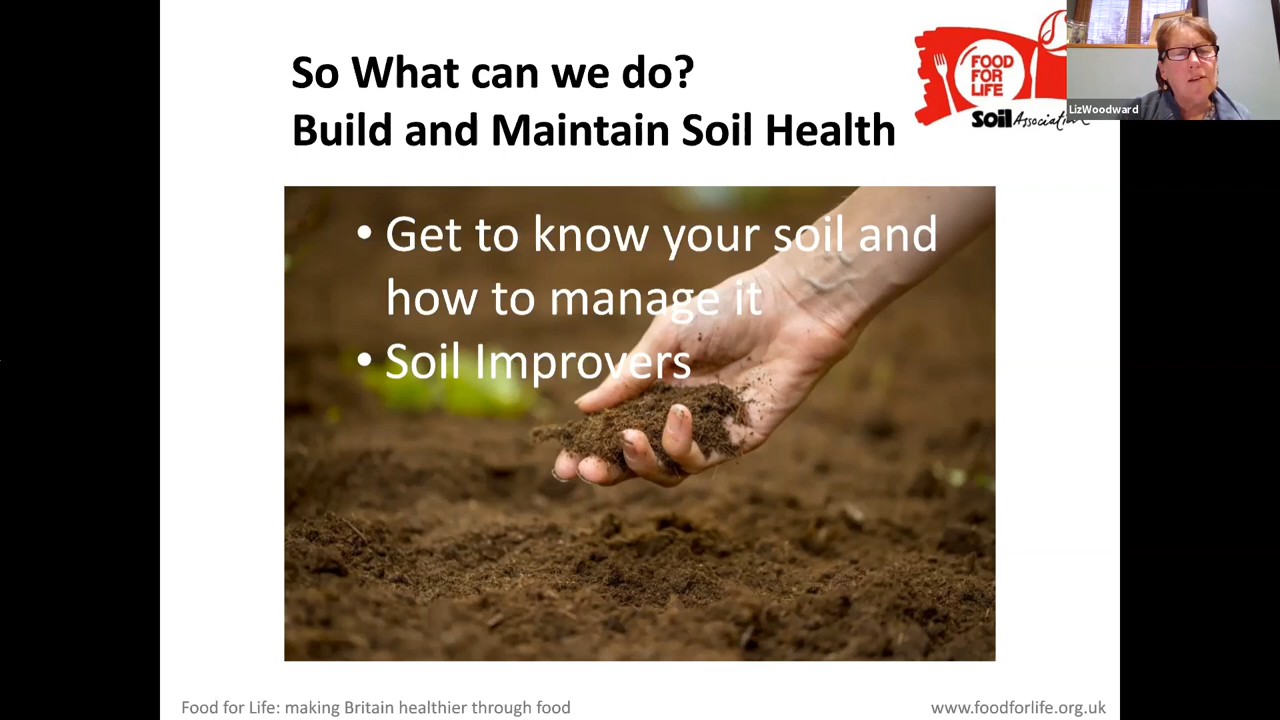 So What can we do?
Build and Maintain Soil Health
FOOD
FOR
LIFE
Soil Association
LizWoodward
• Get to know your soil and
how to manage it
• Soil Improvers
Food for Life: making Britain healthier through food
www.foodforlife.org.uk